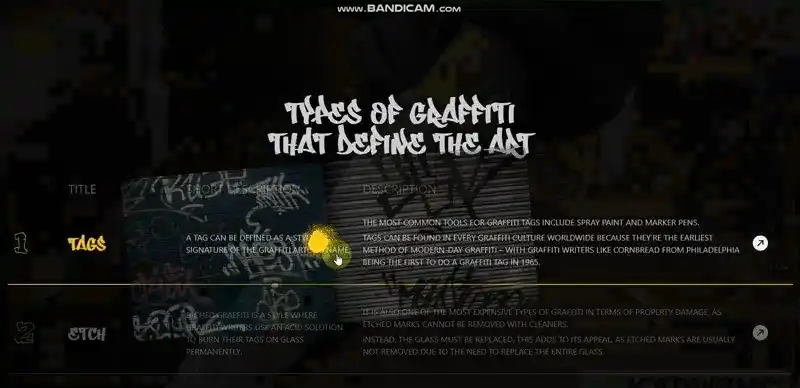 WWW.BANDICAM.COM
TYPES OF GRAFFITI
THAT DEFINE THE ART
TITLE
SHORT DESCRIPTION
DESCRIPTION
1
TAGS
A TAG CAN BE DEFINED AS A
SIGNATURE OF THE GRAFFITI NAME.
THE MOST COMMON TOOLS FOR GRAFFITI TAGS INCLUDE SPRAY PAINT AND MARKER PENS.
TAGS CAN BE FOUND IN EVERY GRAFFITI CULTURE WORLDWIDE BECAUSE THEY'RE THE EARLIEST
METHOD OF MODERN-DAY GRAFFITI – WITH GRAFFITI WRITERS LIKE CORNBREAD FROM PHILADELPHIA
BEING THE FIRST TO DO A GRAFFITI TAG IN 1965.
2
ETCH
ETCHED GRAFFITI IS A STYLE WHERE
GRAFFITI WRITERS USE AN ACID SOLUTION
TO BURN THEIR TAGS ON GLASS
PERMANENTLY.
IT IS ALSO ONE OF THE MOST EXPENSIVE TYPES OF GRAFFITI IN TERMS OF PROPERTY DAMAGE, AS
ETCHED MARKS CANNOT BE REMOVED WITH CLEANERS.
INSTEAD, THE GLASS MUST BE REPLACED. THIS ADDS TO ITS APPEAL, AS ETCHED MARKS ARE USUALLY
NOT REMOVED DUE TO THE NEED TO REPLACE THE ENTIRE GLASS.